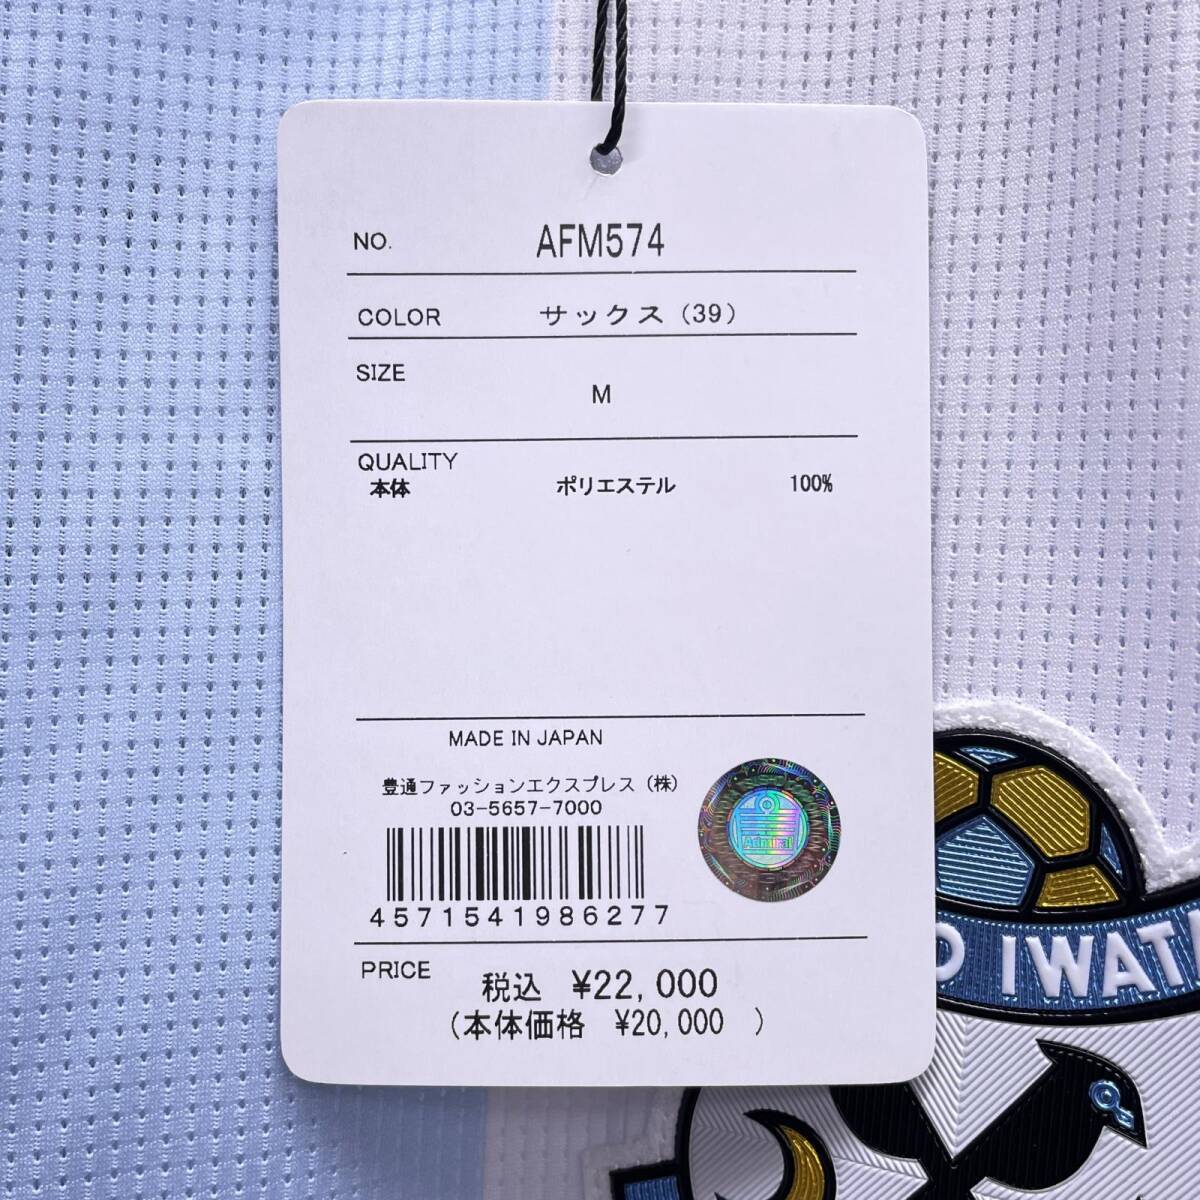 NO. AFM574
COLOR サックス (39)
SIZE
M
QUALITY
本体 ポリエステル 100%
MADE IN JAPAN
豊通ファッションエクスプレス (株)
03-5657-7000
4571541986277
Admiral
PRICE 税込 ¥22,000
(本体価格 ¥20,000 )
IWAT